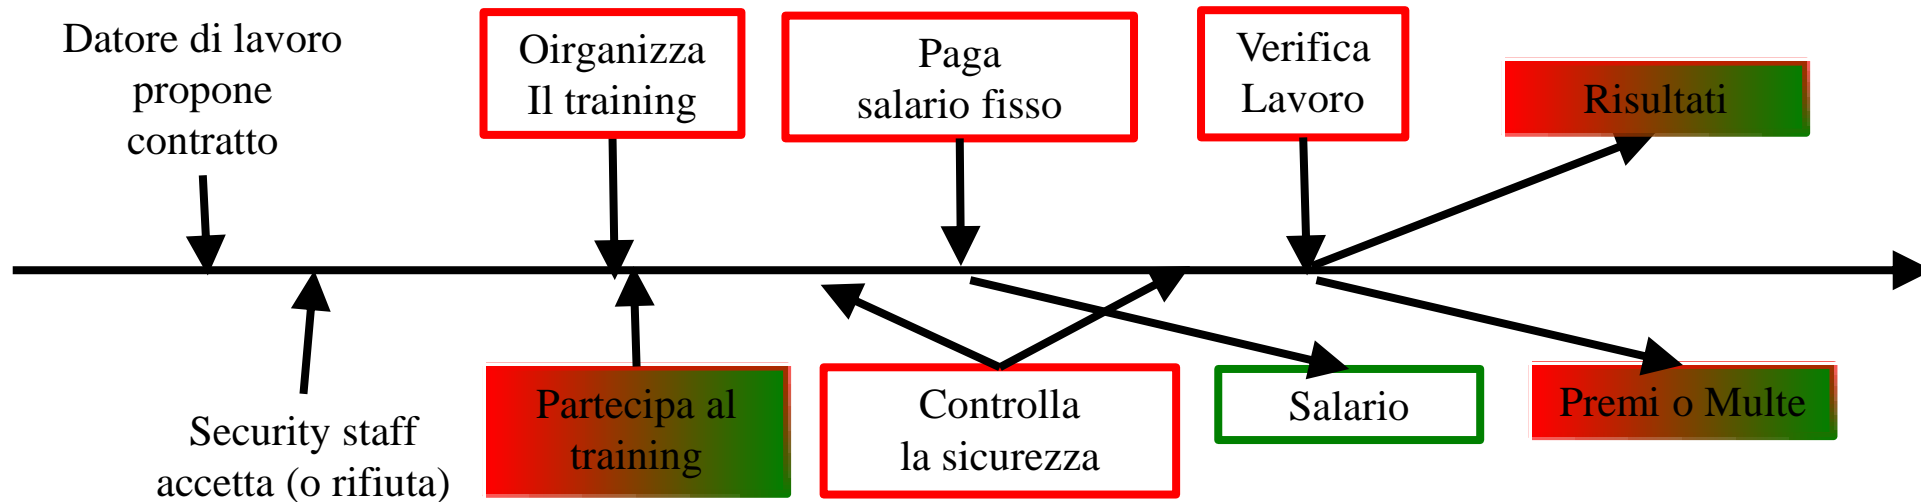 Datore di lavoro
propone
contratto
Oirganizza
Il training
Paga
salario fisso
Verifica
Lavoro
Risultati
Security staff
accetta (o rifiuta)
Partecipa al
training
Controlla
la sicurezza
Salario
Premi o Multe